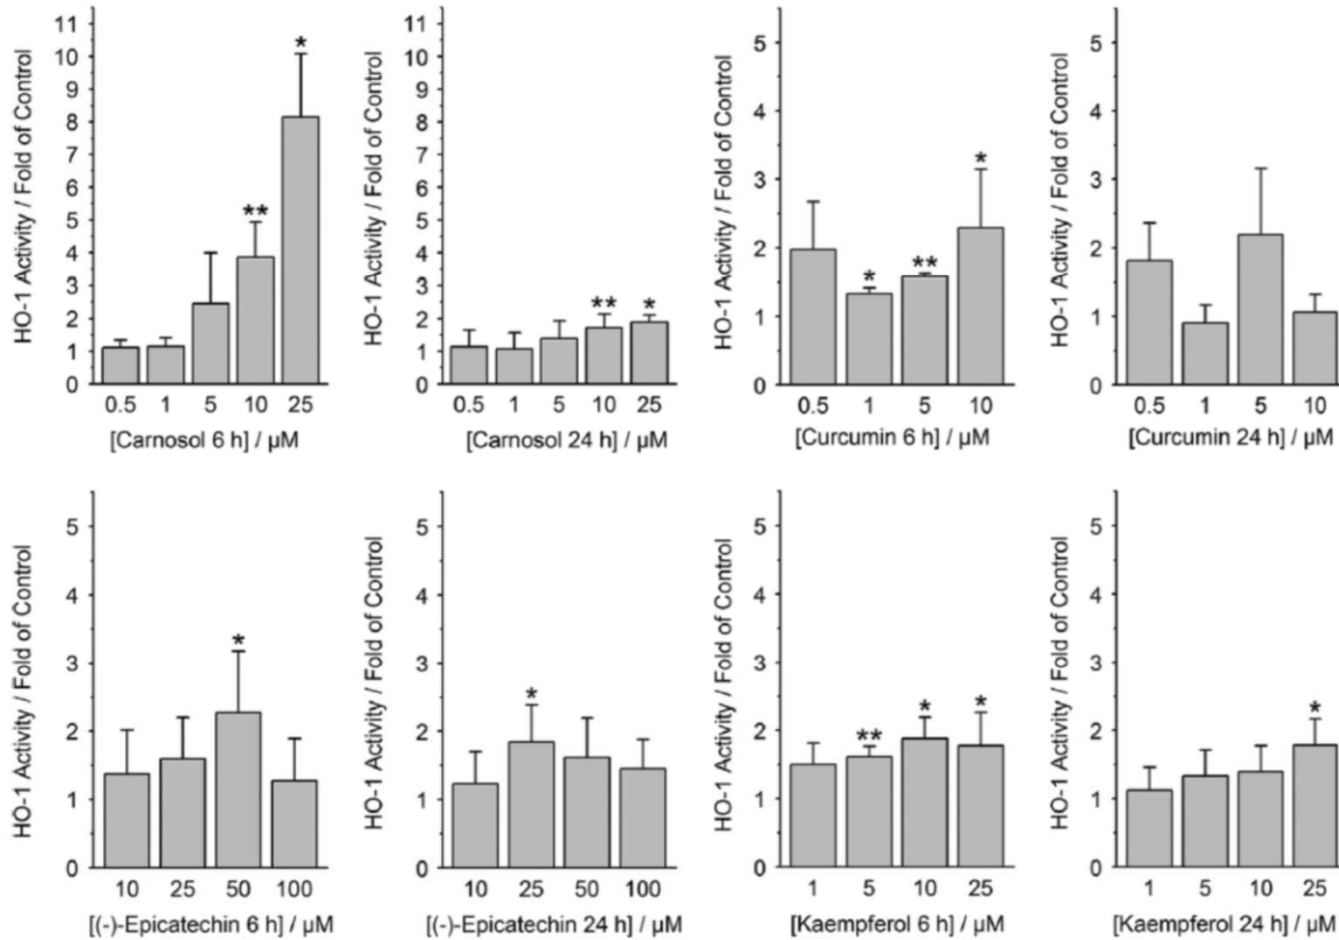 HO-1 Activity / Fold of Control
11
10
9
8
7
6
5
4
3
2
1
0
*
**
0.5 1 5 10 25
[Carnosol 6 h] / µM
HO-1 Activity / Fold of Control
11
10
9
8
7
6
5
4
3
2
1
0
** *
0.5 1 5 10 25
[Carnosol 24 h] / µM
HO-1 Activity / Fold of Control
5
4
3
2
1
0
*
**
*
0.5 1 5 10
[Curcumin 6 h] / µM
HO-1 Activity / Fold of Control
5
4
3
2
1
0
0.5 1 5 10
[Curcumin 24 h] / µM
HO-1 Activity / Fold of Control
5
4
3
2
1
0
*
10 25 50 100
[(-)-Epicatechin 6 h] / µM
HO-1 Activity / Fold of Control
5
4
3
2
1
0
*
10 25 50 100
[(-)-Epicatechin 24 h] / µM
HO-1 Activity / Fold of Control
5
4
3
2
1
0
** * *
1 5 10 25
[Kaempferol 6 h] / µM
HO-1 Activity / Fold of Control
5
4
3
2
1
0
*
1 5 10 25
[Kaempferol 24 h] / µM